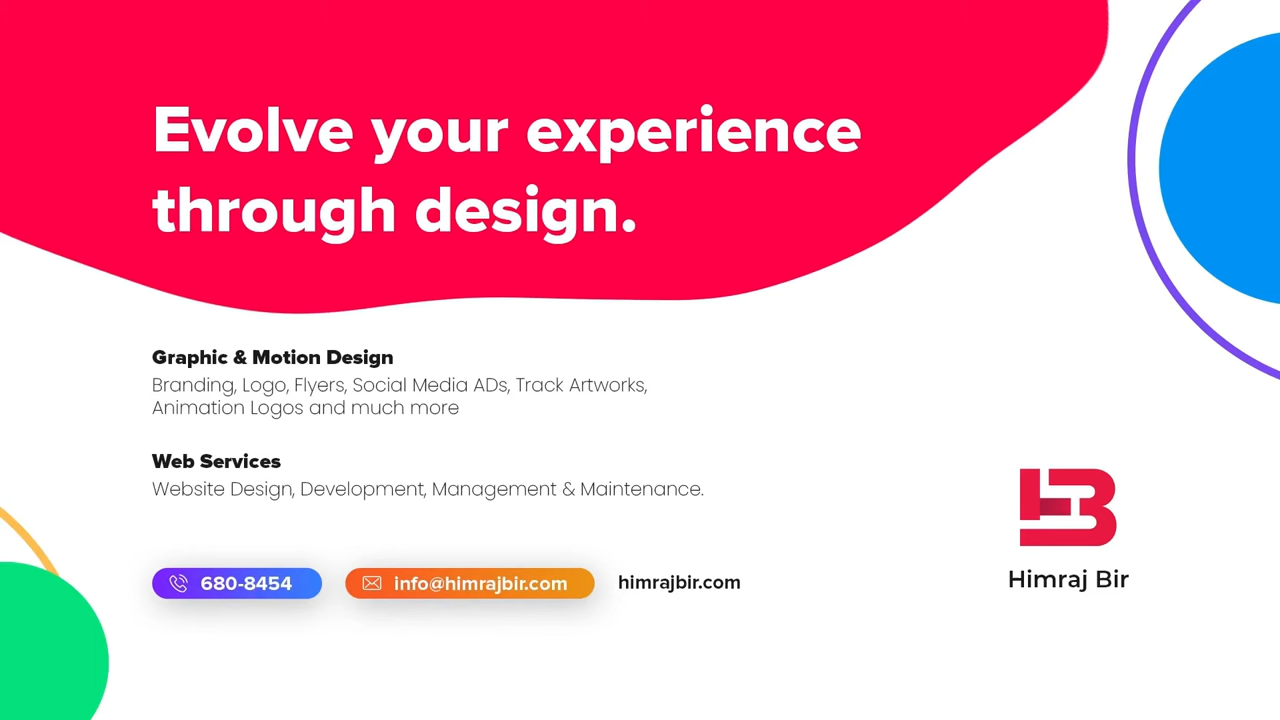 Evolve your experience
through design.
Graphic & Motion Design
Branding, Logo, Flyers, Social Media ADs, Track Artworks,
Animation Logos and much more
Web Services
Website Design, Development, Management & Maintenance.
680-8454
info@himrajbir.com
himrajbir.com
Himraj Bir